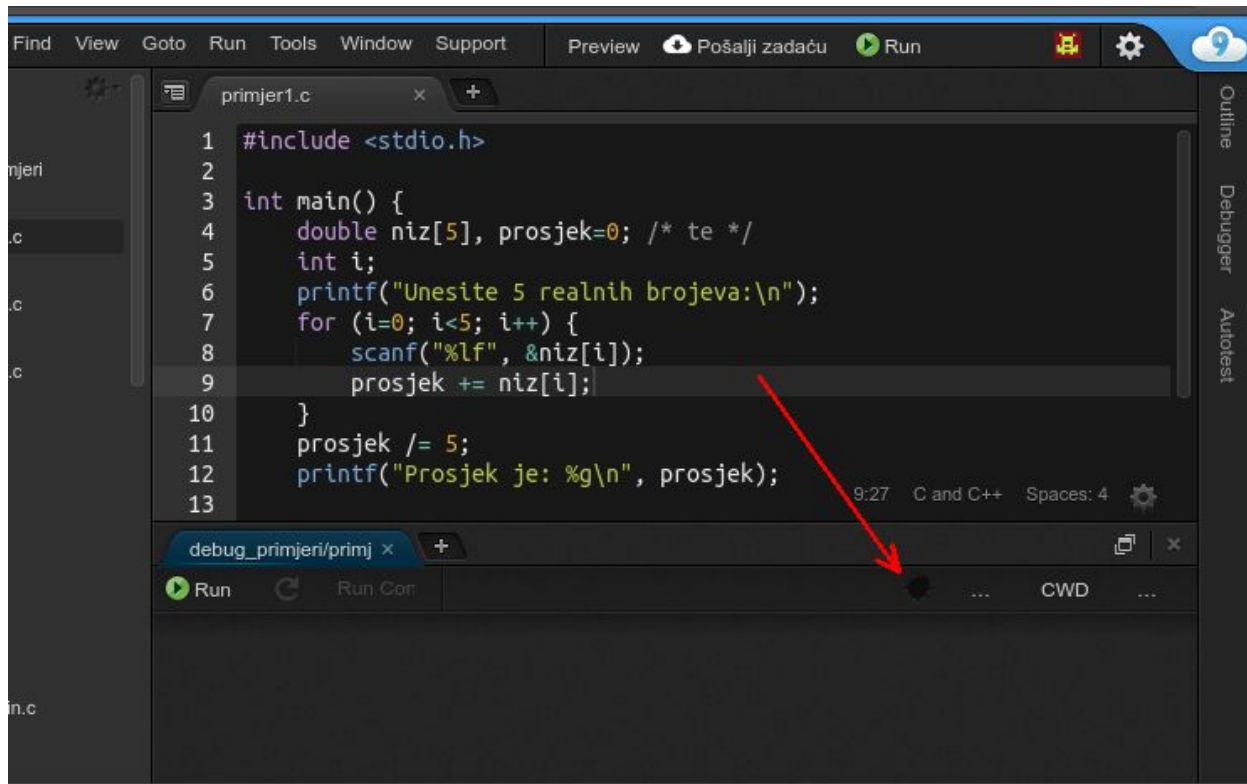 Find View Goto Run Tools Window Support Preview Pošalji zadaću Run
primjer1.c × +
1 #include <stdio.h>
2
3 int main() {
4 double niz[5], prosjek=0; /* te */
5 int i;
6 printf("Unesite 5 realnih brojeva:\n");
7 for (i=0; i<5; i++) {
8 scanf("%lf", &niz[i]);
9 prosjek += niz[i];
10 }
11 prosjek /= 5;
12 printf("Prosjek je: %g\n", prosjek);
13
9:27 C and C++ Spaces: 4
mjeri
.c
.c
.c
in.c
debug_primjeri/primj × +
Run Run Con ... CWD ...
Outline
Debugger
Autotest
9